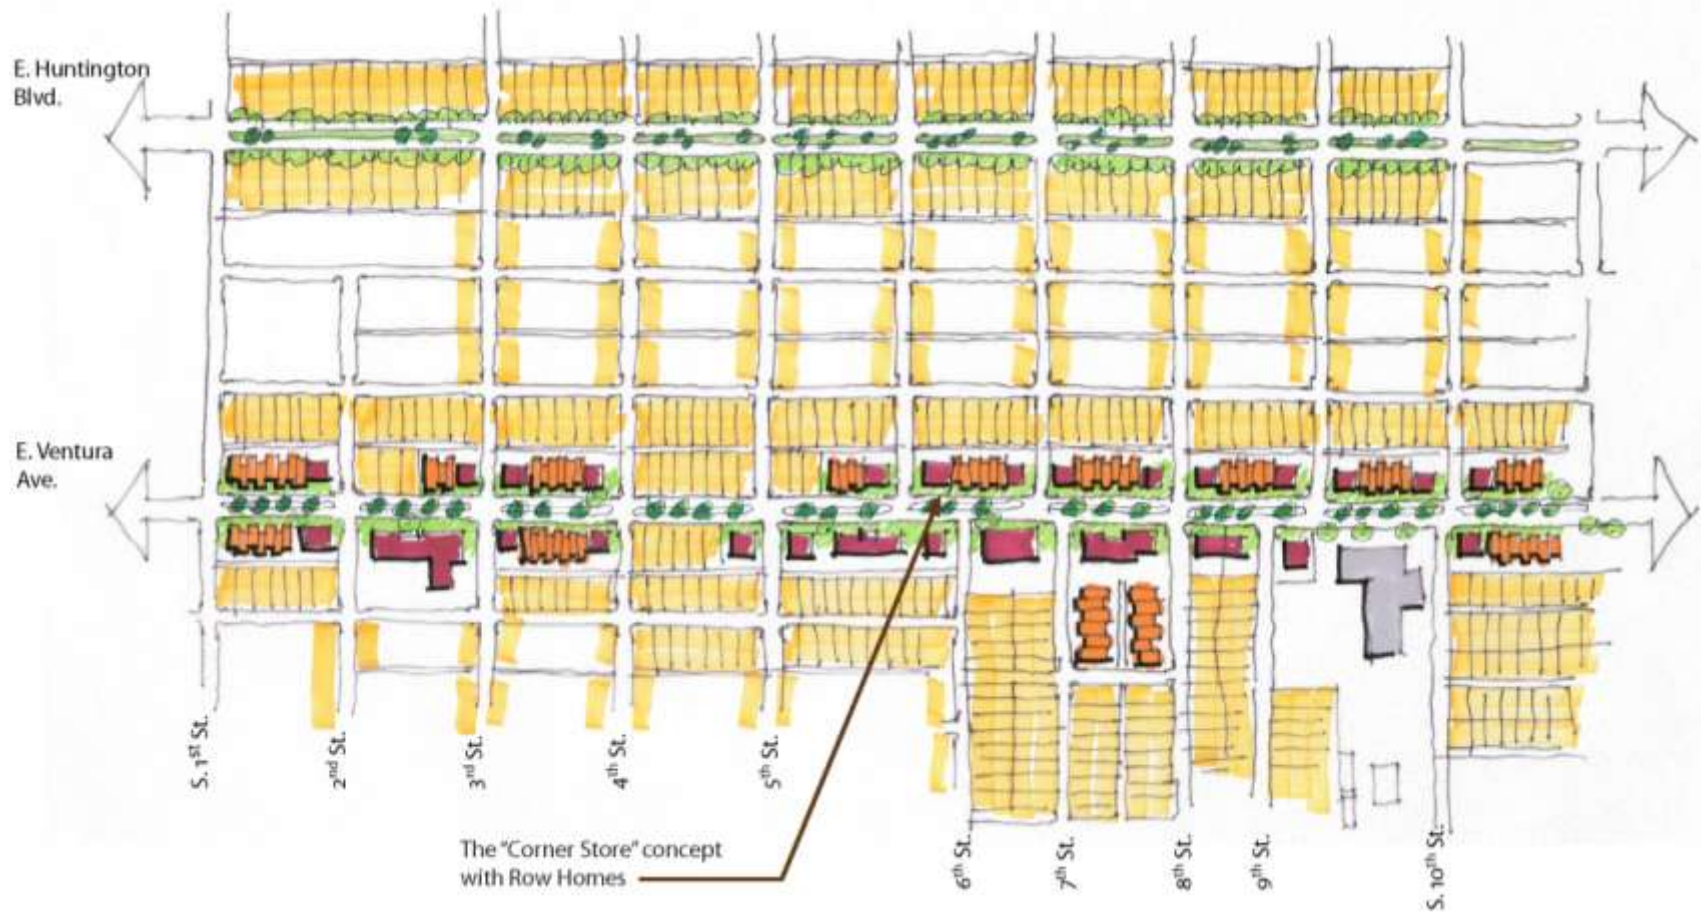 E. Huntington
Blvd.
E. Ventura
Ave.
S. 1st St.
2nd St.
3rd St.
4th St.
5th St.
The "Corner Store" concept
with Row Homes
6th St.
7th St.
8th St.
9th St.
S. 10th St.